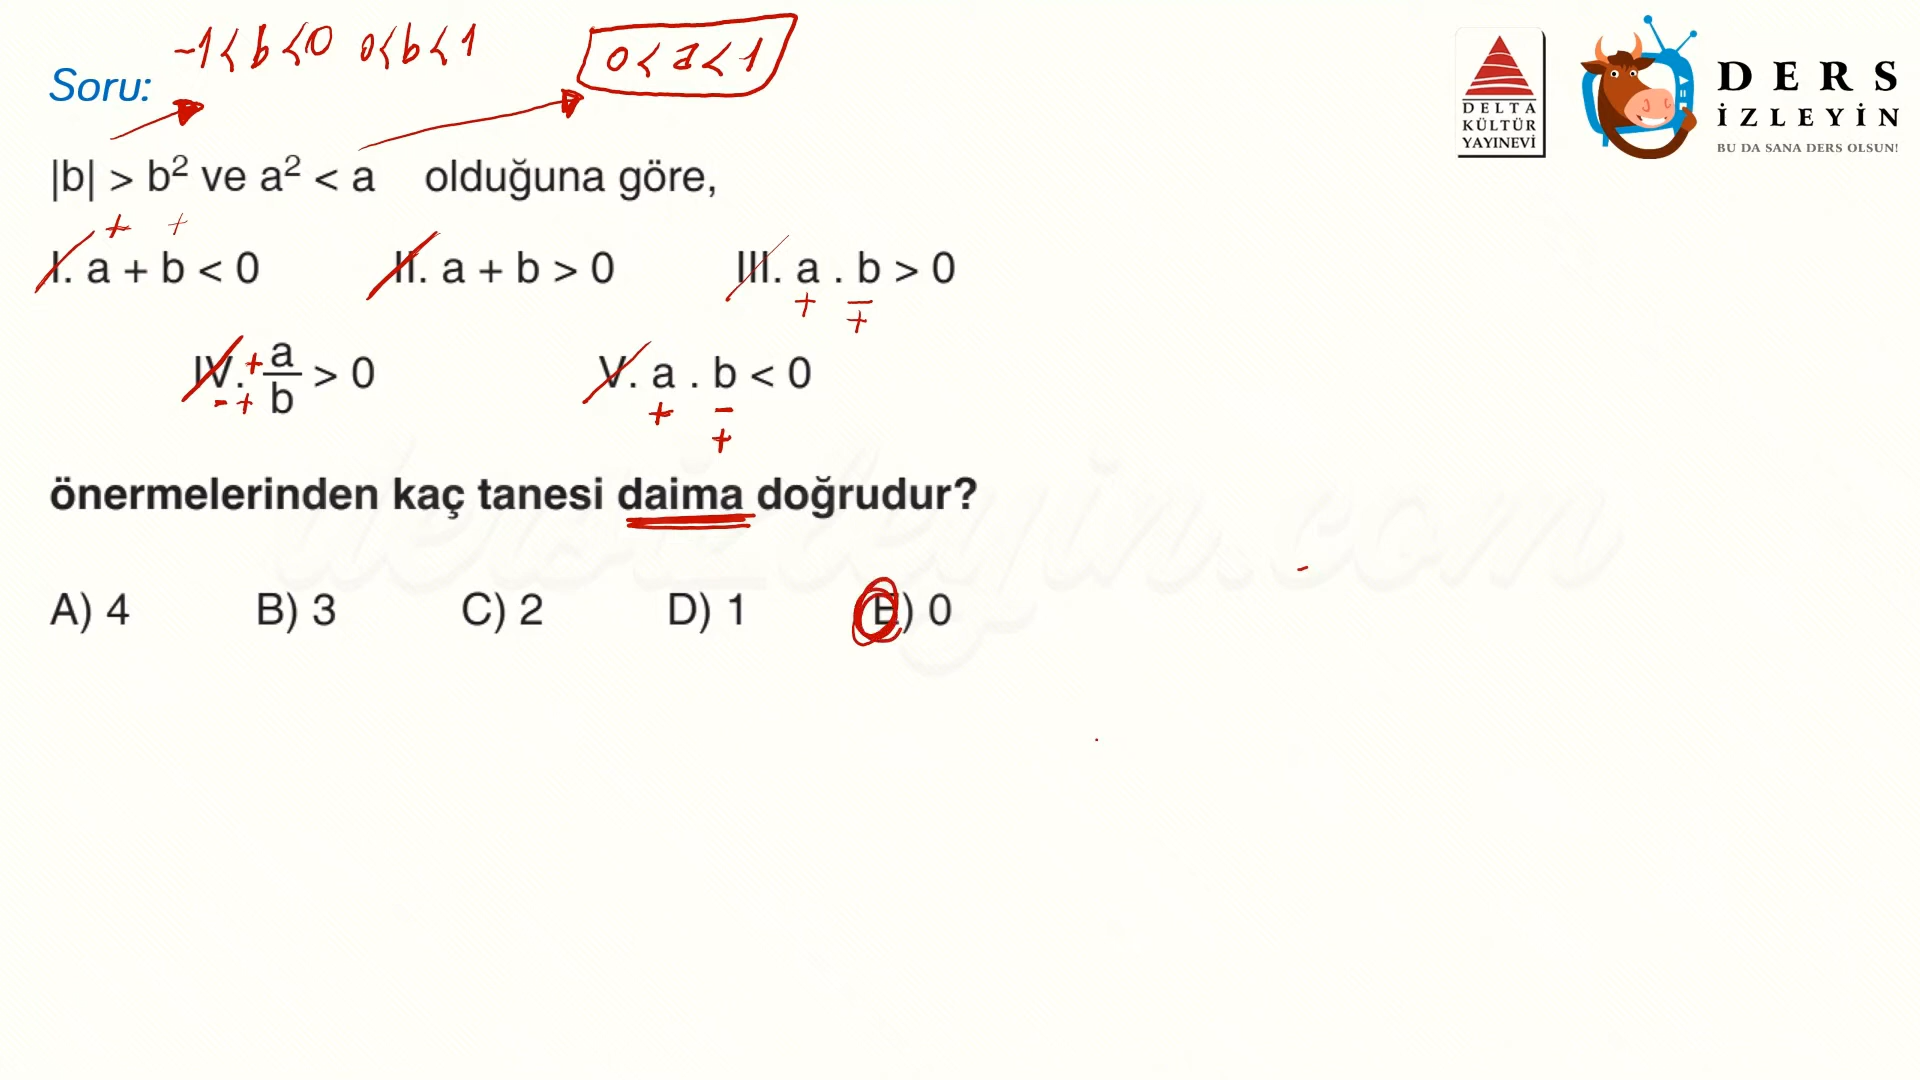 -1<b<0 0<b<1 0<a<1
Soru:
|b| > b² ve a² < a olduğuna göre,
+ +
I. a + b < 0 II. a + b > 0 III. a . b > 0
+ -
+
IV. + a/b > 0 V. a . b < 0
- + + -
+
önermelerinden kaç tanesi daima doğrudur?
A) 4 B) 3 C) 2 D) 1 E) 0
DELTA
KÜLTÜR
YAYINEVİ
DERS
İZLEYİN
BU DA SANA DERS OLSUN!
dersizleyin.com